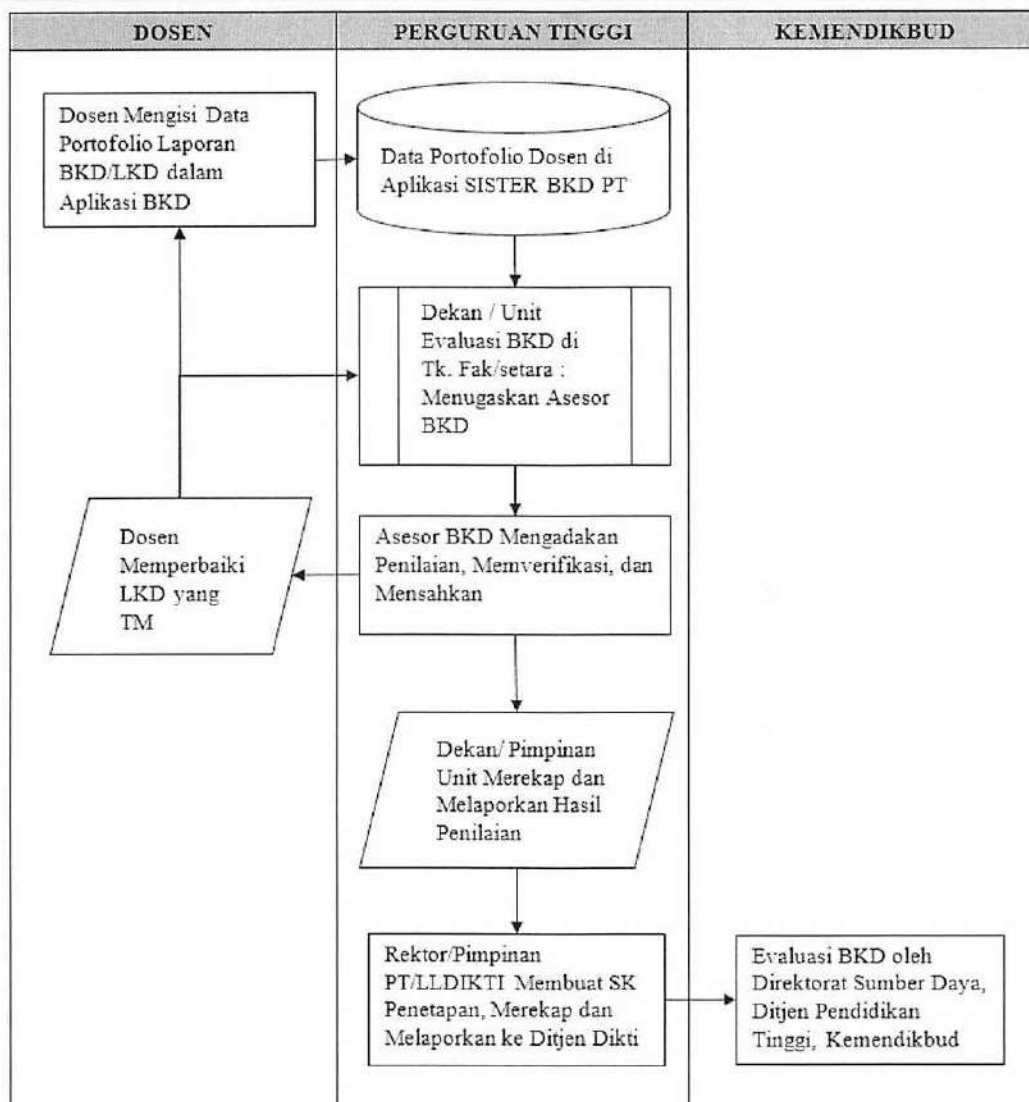 DOSEN
PERGURUAN TINGGI
KEMENDIKBUD
Dosen Mengisi Data
Portofolio Laporan
BKD/LKD dalam
Aplikasi BKD
Data Portofolio Dosen di
Aplikasi SISTER BKD PT
Dekan / Unit
Evaluasi BKD di
Tk. Fak/setara :
Menugaskan Asesor
BKD
Dosen
Memperbaiki
LKD yang
TM
Asesor BKD Mengadakan
Penilaian, Memverifikasi, dan
Mensahkan
Dekan/ Pimpinan
Unit Merekap dan
Melaporkan Hasil
Penilaian
Rektor/Pimpinan
PT/LLDIKTI Membuat SK
Penetapan, Merekap dan
Melaporkan ke Ditjen Dikti
Evaluasi BKD oleh
Direktorat Sumber Daya,
Ditjen Pendidikan
Tinggi, Kemendikbud